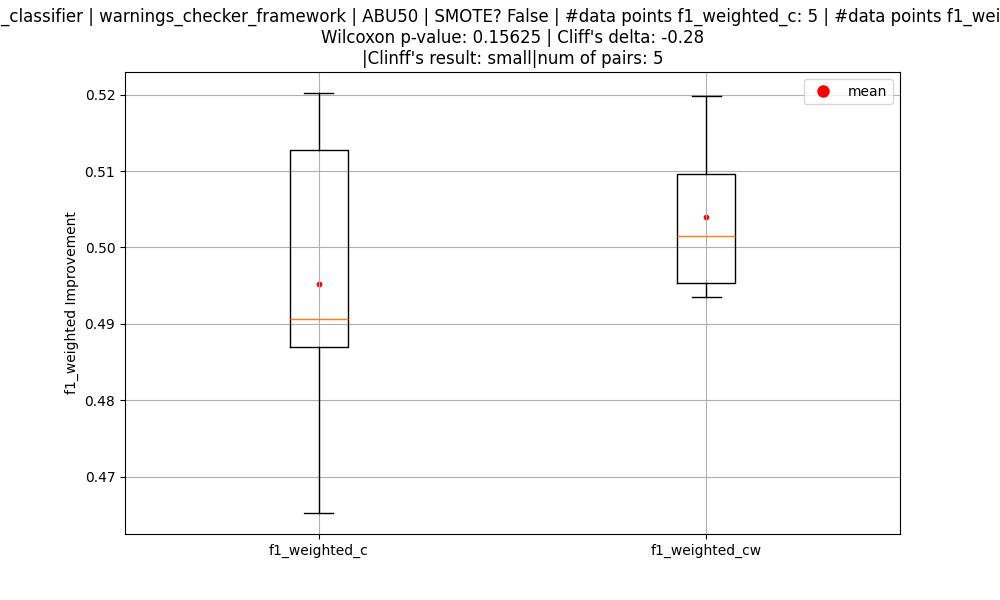 _classifier | warnings_checker_framework | ABU50 | SMOTE? False | #data points f1_weighted_c: 5 | #data points f1_wei
Wilcoxon p-value: 0.15625 | Cliff's delta: -0.28
|Clinff's result: small|num of pairs: 5
mean
0.52
0.51
0.50
0.49
0.48
0.47
f1_weighted Improvement
f1_weighted_c
f1_weighted_cw